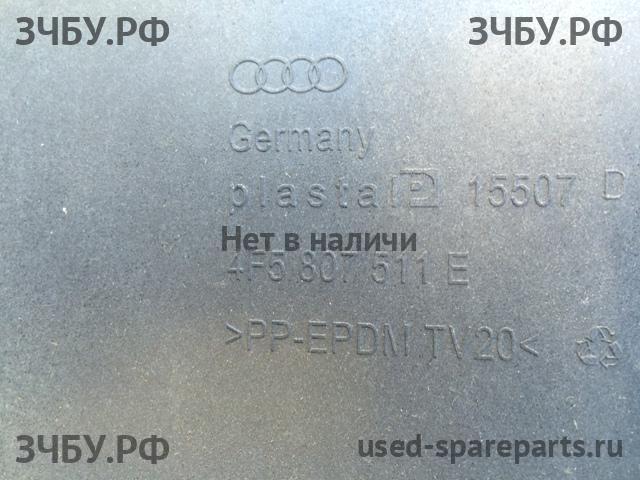 ЗЧБУ.РФ ЗЧБУ.РФ
Germany
plastal P 15507 D
Нет в наличи
4F5 807 511 E
>PP-EPDM TV20<
ЗЧБУ.РФ used-spareparts.ru